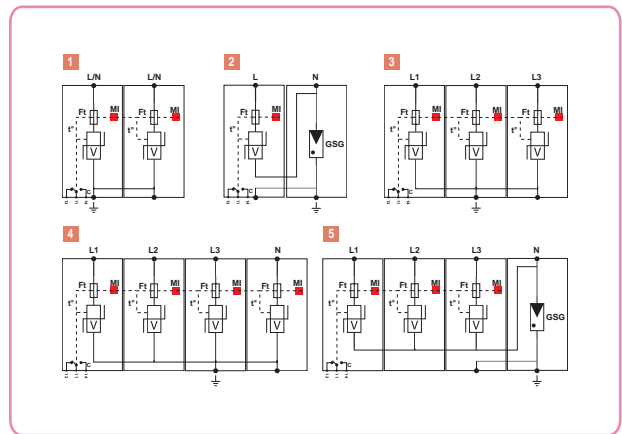 1
L/N L/N
Ft MI Ft MI
t° t°
V V
C
2
L N
Ft MI
t° GSG
V
C
3
L1 L2 L3
Ft MI Ft MI Ft MI
t° t° t°
V V V
C
4
L1 L2 L3 N
Ft MI Ft MI Ft MI Ft MI
t° t° t° t°
V V V V
C
5
L1 L2 L3 N
Ft MI Ft MI Ft MI
t° t° t° GSG
V V V
C